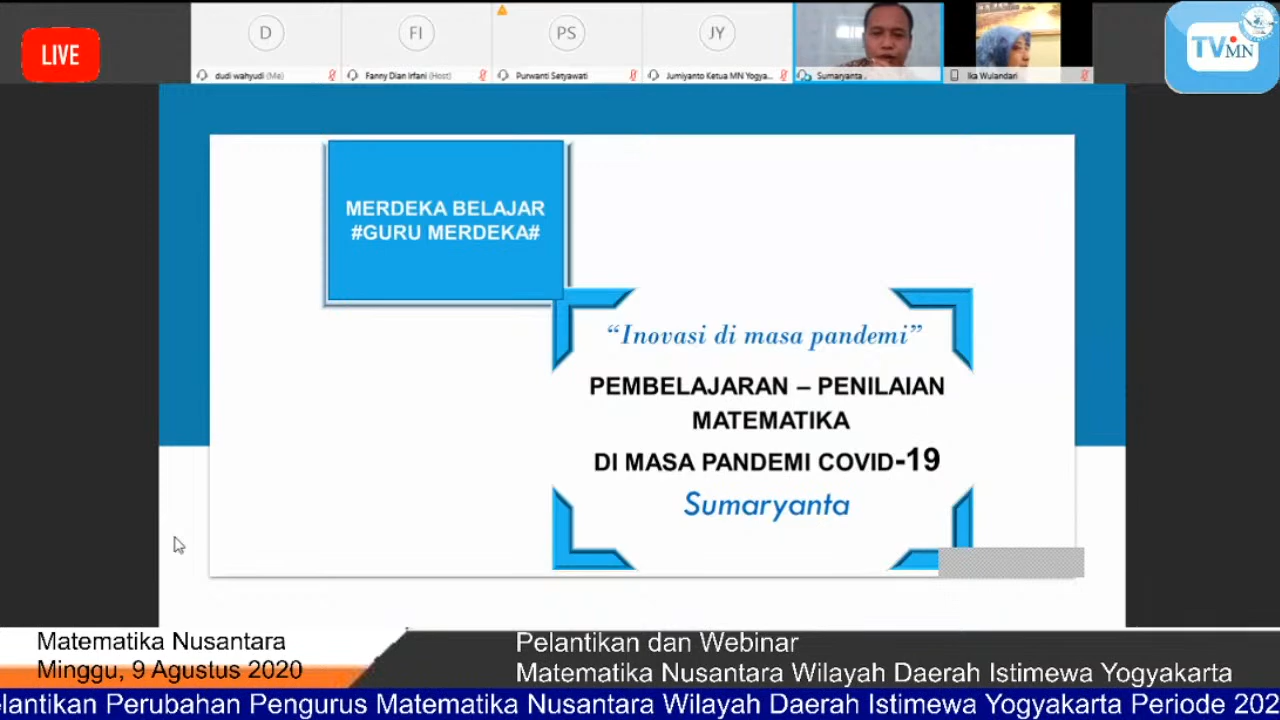 LIVE
D
FI
PS
JY
dudi wahyudi (Me)
Fanny Dian Irfani (Host)
Purwanti Setyawati
Jumiyanto Ketua MN Yogya...
Sumaryanta .
Ika Wulandari
TV MN
MERDEKA BELAJAR
#GURU MERDEKA#
“Inovasi di masa pandemi”
PEMBELAJARAN – PENILAIAN
MATEMATIKA
DI MASA PANDEMI COVID-19
Sumaryanta
Matematika Nusantara
Minggu, 9 Agustus 2020
Pelantikan dan Webinar
Matematika Nusantara Wilayah Daerah Istimewa Yogyakarta
elantikan Perubahan Pengurus Matematika Nusantara Wilayah Daerah Istimewa Yogyakarta Periode 202